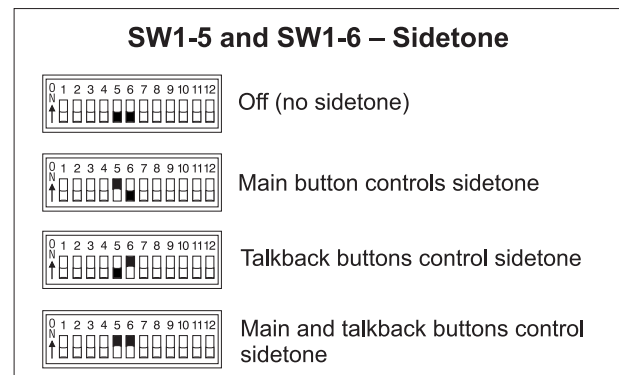 SW1-5 and SW1-6 – Sidetone
O
N
1 2 3 4 5 6 7 8 9 10 11 12
Off (no sidetone)
O
N
1 2 3 4 5 6 7 8 9 10 11 12
Main button controls sidetone
O
N
1 2 3 4 5 6 7 8 9 10 11 12
Talkback buttons control sidetone
O
N
1 2 3 4 5 6 7 8 9 10 11 12
Main and talkback buttons control
sidetone